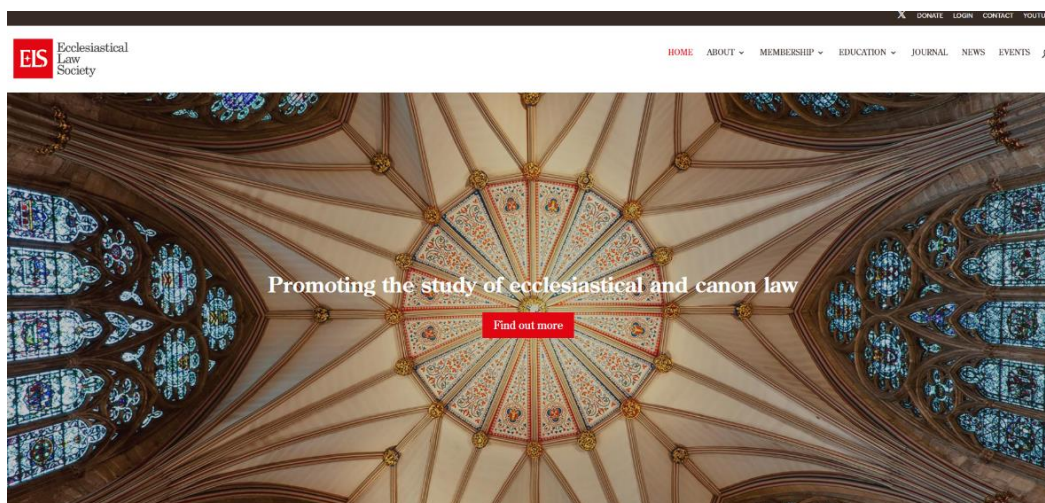 DONATE LOGIN CONTACT
EIS
Ecclesiastical
Law
Society
HOME ABOUT MEMBERSHIP EDUCATION JOURNAL NEWS EVENTS
Promoting the study of ecclesiastical and canon law
Find out more